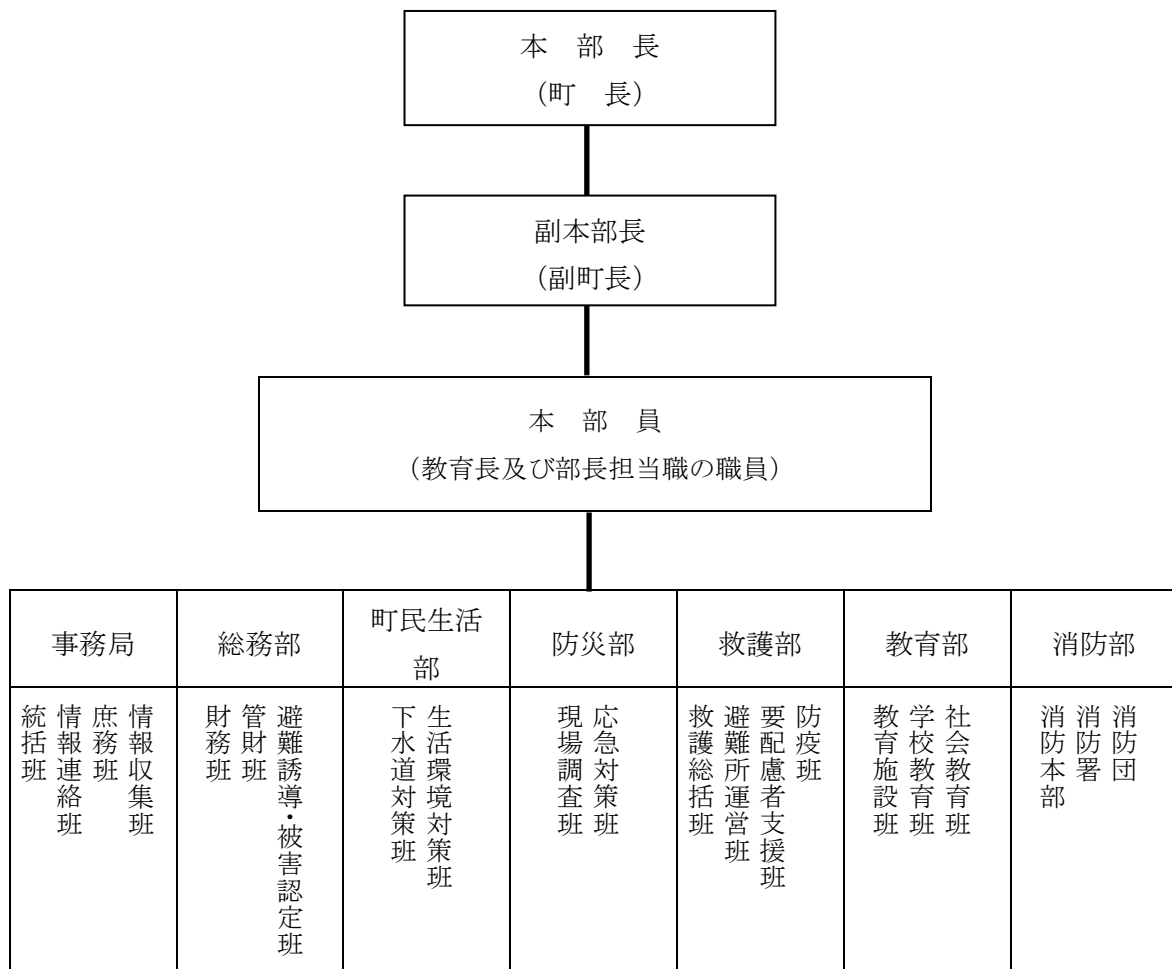 本　部　長
（町　長）
副本部長
（副町長）
本　部　員
（教育長及び部長担当職の職員）
事務局
総務部
町民生活
部
防災部
救護部
教育部
消防部
情報収集班
庶務班
情報連絡班
統括班
避難誘導・被害認定班
管財班
財務班
生活環境対策班
下水道対策班
応急対策班
現場調査班
防疫班
要配慮者支援班
避難所運営班
救護総括班
社会教育班
学校教育班
教育施設班
消防団
消防署
消防本部